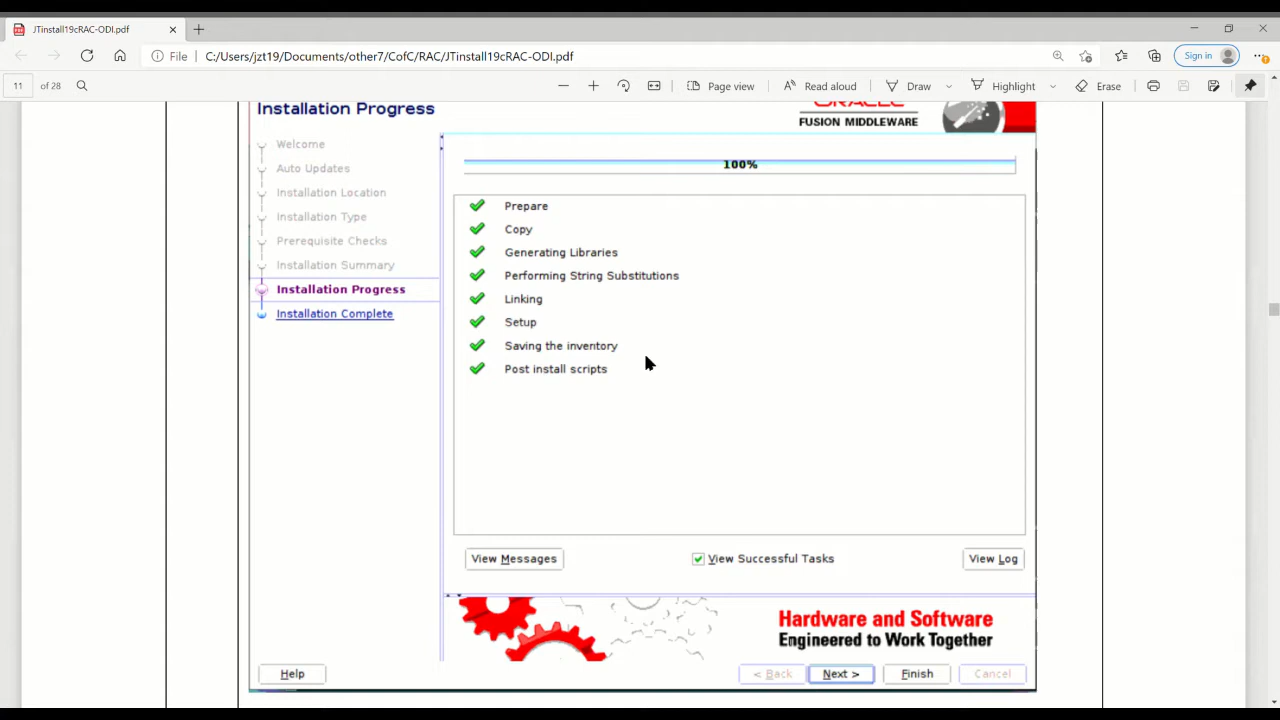 JTinstall19cRAC-ODI.pdf
File C:/Users/jzt19/Documents/other7/CofC/RAC/JTinstall19cRAC-ODI.pdf Sign in
11 of 28 Page view Read aloud Draw Highlight Erase
Installation Progress
ORACLE
FUSION MIDDLEWARE
Welcome
Auto Updates
Installation Location
Installation Type
Prerequisite Checks
Installation Summary
Installation Progress
Installation Complete
100%
Prepare
Copy
Generating Libraries
Performing String Substitutions
Linking
Setup
Saving the inventory
Post install scripts
View Messages View Successful Tasks View Log
Hardware and Software
Engineered to Work Together
Help < Back Next > Finish Cancel